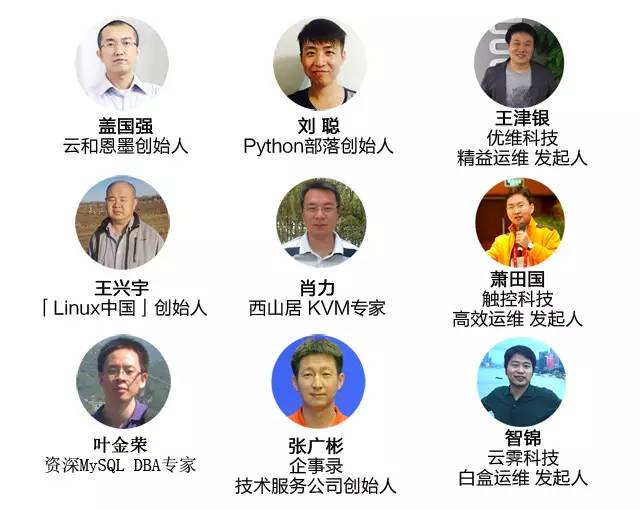 盖国强
云和恩墨创始人
刘 聪
Python部落创始人
王津银
优维科技
精益运维 发起人
王兴宇
「Linux中国」创始人
肖力
西山居 KVM专家
萧田国
触控科技
高效运维 发起人
叶金荣
资深MySQL DBA专家
张广彬
企事录
技术服务公司创始人
智锦
云霁科技
白盒运维 发起人